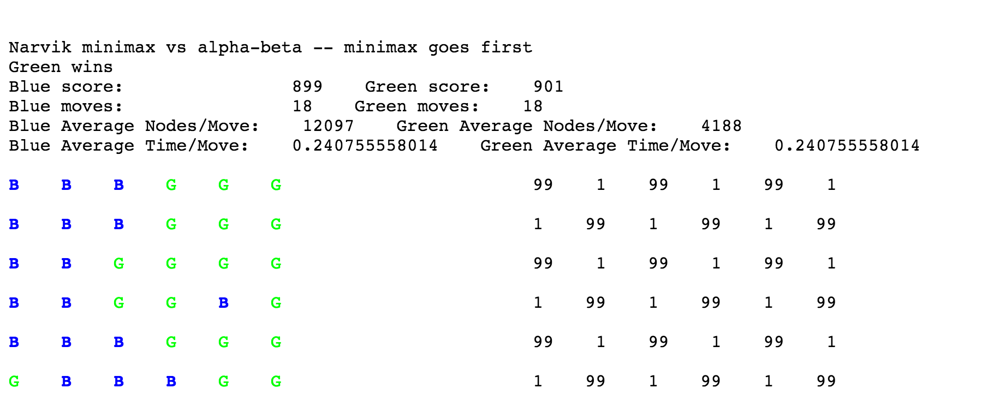 Narvik minimax vs alpha-beta -- minimax goes first
Green wins
Blue score: 899 Green score: 901
Blue moves: 18 Green moves: 18
Blue Average Nodes/Move: 12097 Green Average Nodes/Move: 4188
Blue Average Time/Move: 0.240755558014 Green Average Time/Move: 0.240755558014
B B B G G G 99 1 99 1 99 1
B B B G G G 1 99 1 99 1 99
B B G G G G 99 1 99 1 99 1
B B G G B G 1 99 1 99 1 99
B B B G G G 99 1 99 1 99 1
G B B B G G 1 99 1 99 1 99